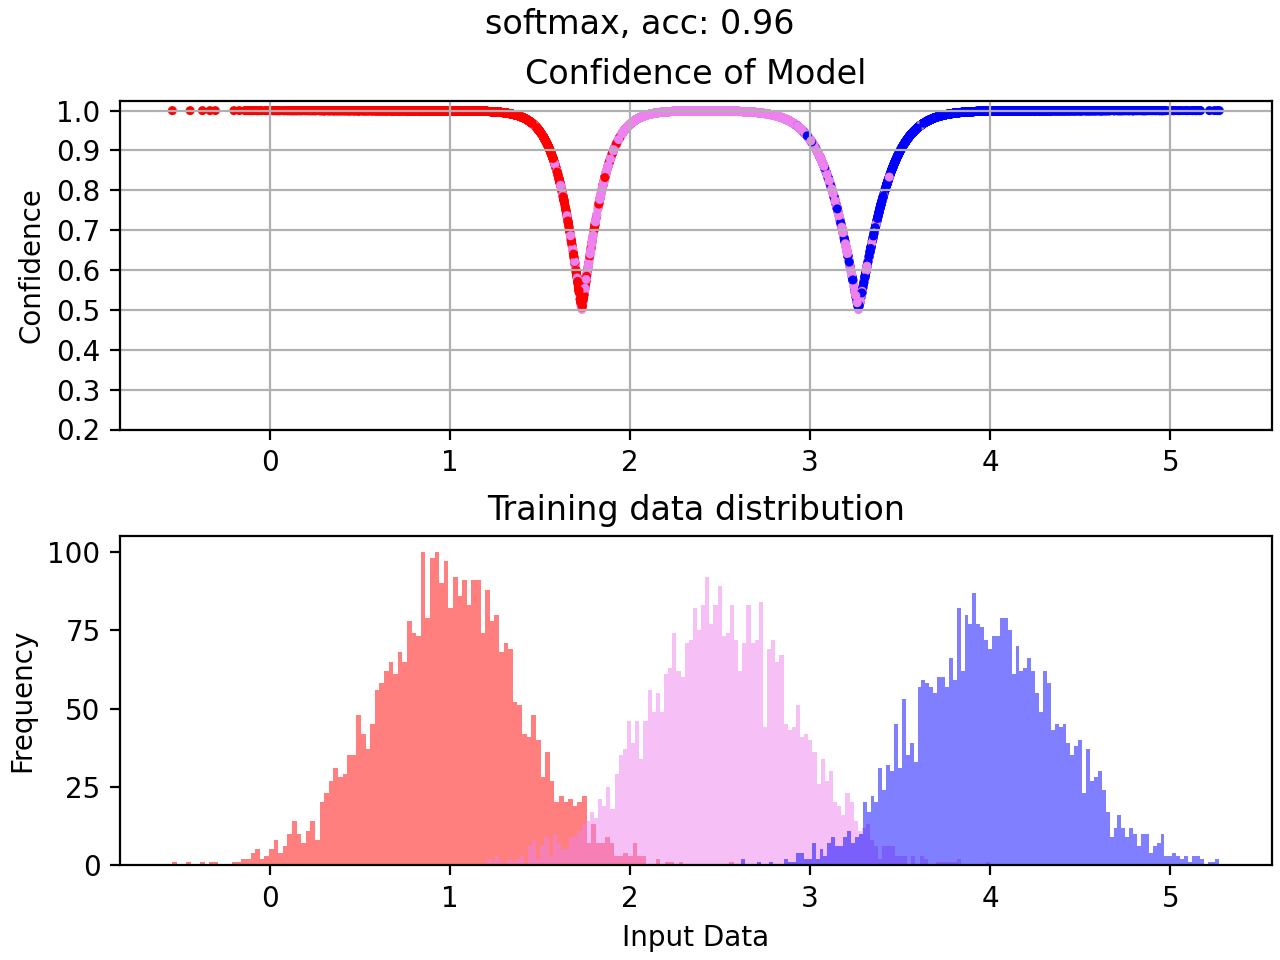 softmax, acc: 0.96
Confidence of Model
Confidence
1.0
0.9
0.8
0.7
0.6
0.5
0.4
0.3
0.2
0 1 2 3 4 5
Training data distribution
Frequency
100
75
50
25
0
0 1 2 3 4 5
Input Data